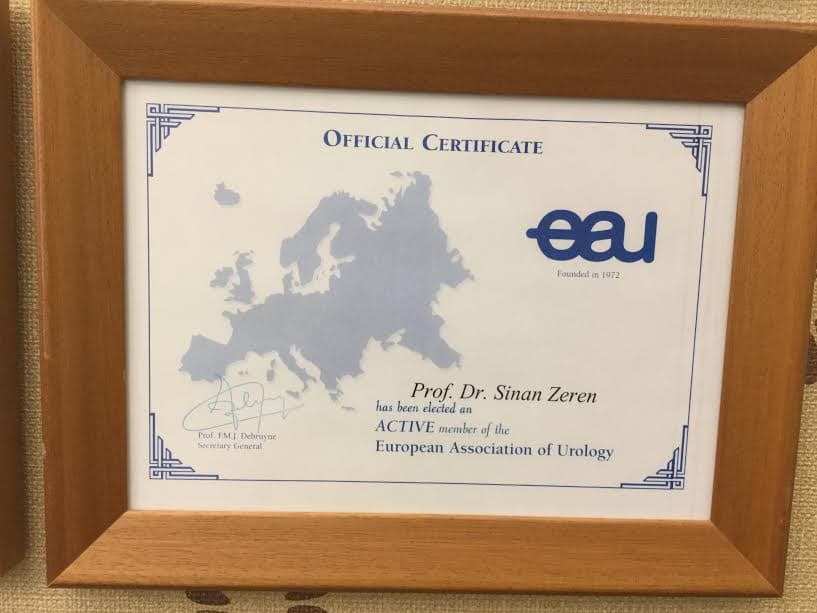 OFFICIAL CERTIFICATE
eau
Founded in 1972
Prof. Dr. Sinan Zeren
has been elected an
ACTIVE member of the
European Association of Urology
Prof. F.M.J. Debruyne
Secretary General